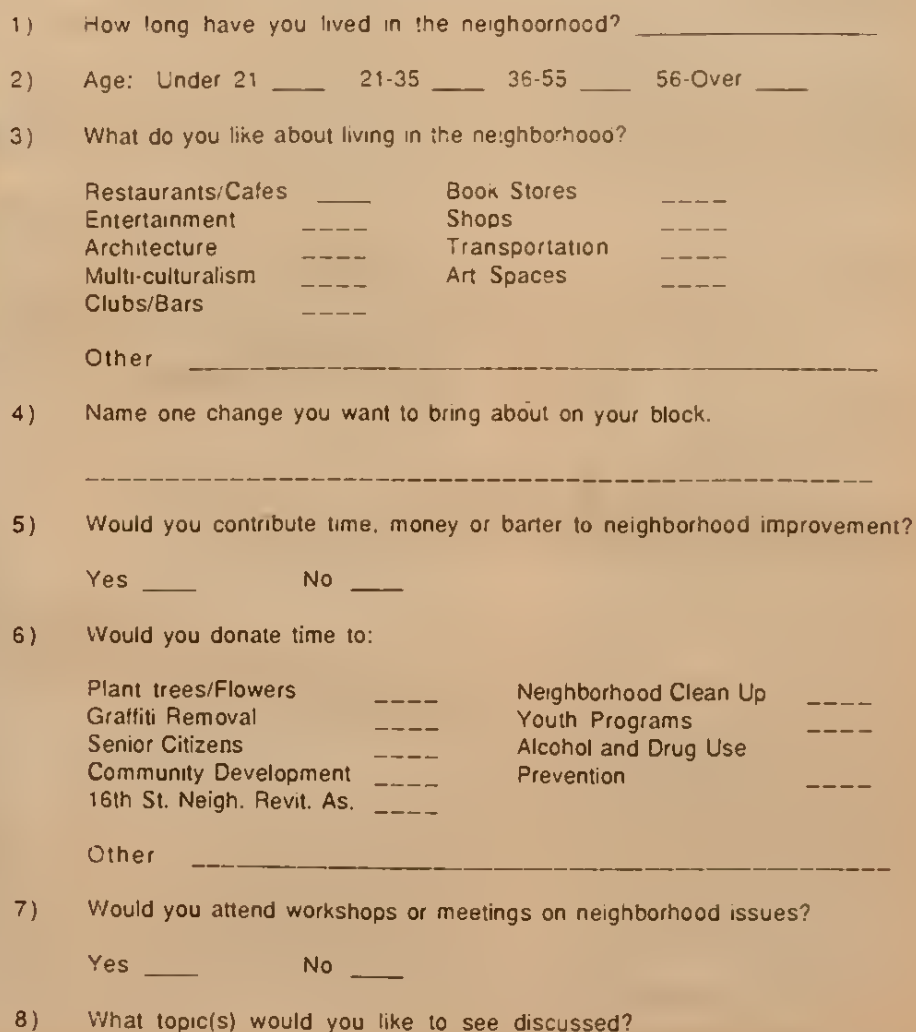 1) How long have you lived in the neighoornood? ____
2) Age: Under 21 ____ 21-35 ____ 36-55 ____ 56-Over ____
3) What do you like about living in the neighborhood?
Restaurants/Cafes ____ Book Stores ____
Entertainment ____ Shops ____
Architecture ____ Transportation ____
Multi-culturalism ____ Art Spaces ____
Clubs/Bars ____
Other ____
4) Name one change you want to bring about on your block.
____
5) Would you contribute time, money or barter to neighborhood improvement?
Yes ____ No ____
6) Would you donate time to:
Plant trees/Flowers ____ Neighborhood Clean Up ____
Graffiti Removal ____ Youth Programs ____
Senior Citizens ____ Alcohol and Drug Use
Community Development ____ Prevention ____
16th St. Neigh. Revit. As. ____
Other ____
7) Would you attend workshops or meetings on neighborhood issues?
Yes ____ No ____
8) What topic(s) would you like to see discussed?